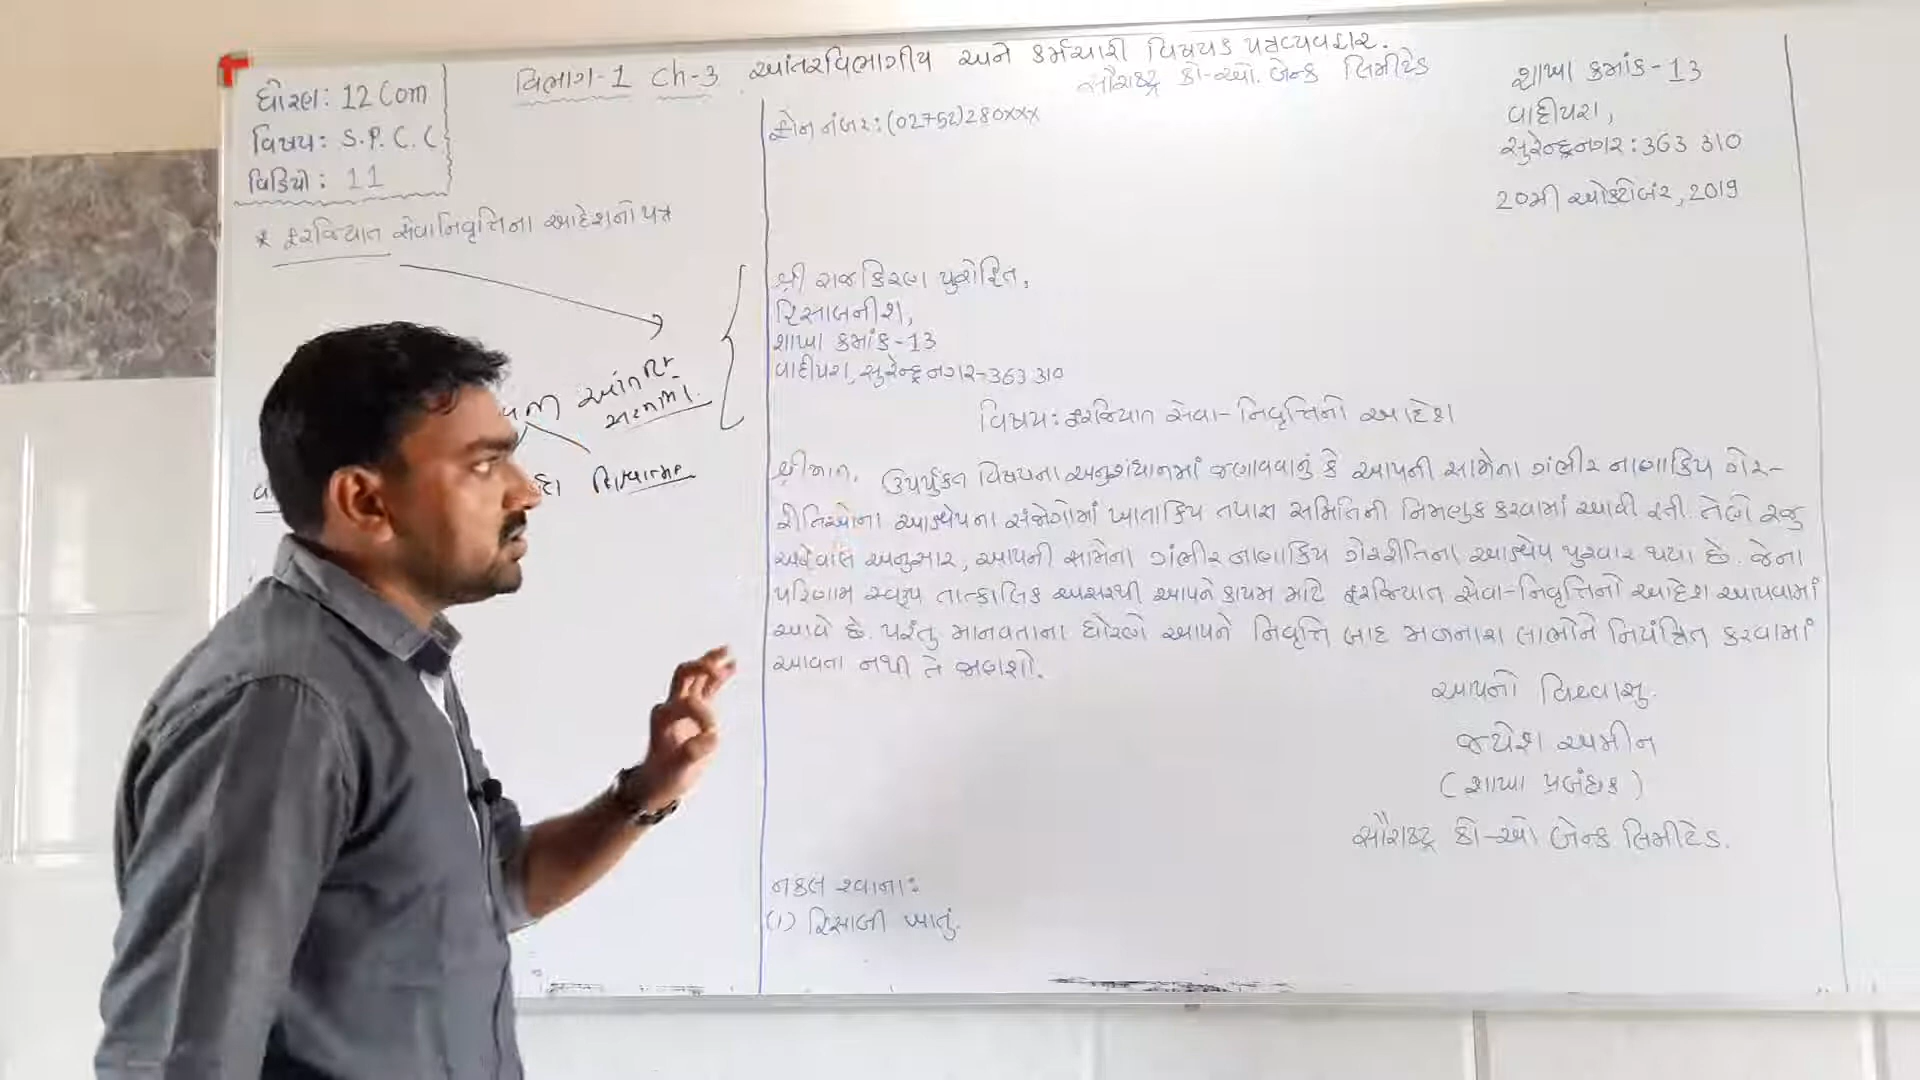 ધોરણ: 12 Com
વિષય: S.P.C.C
વિડિયો: 11
વિભાગ-1 Ch-3 આંતરવિભાગીય અને કર્મચારી વિષયક પત્રવ્યવહાર.
* ફરજિયાત સેવાનિવૃત્તિના આદેશનો પત્ર
આંતરિક
સરનામા.
સૌરાષ્ટ્ર કો-ઓ. બેન્ક લિમીટેડ
ફોન નંબર: (02752)280xxx
શાખા ક્રમાંક-13
વાદીપરા,
સુરેન્દ્રનગર: 363 310
20મી ઓક્ટોબર, 2019
શ્રી રાજકિરણ પુરોહિત,
હિસાબનીશ,
શાખા ક્રમાંક-13
વાદીપરા, સુરેન્દ્રનગર-363 310
વિષય: ફરજિયાત સેવા-નિવૃત્તિનો આદેશ
શ્રીમાન, ઉપર્યુક્ત વિષયના અનુસંધાનમાં જણાવવાનું કે આપની સામેના ગંભીર નાણાકિય ગેર-
રીતિઓના આક્ષેપના સંજોગોમાં ખાતાકિય તપાસ સમિતિની નિમણુક કરવામાં આવી હતી. તેણે રજુ
અહેવાલ અનુસાર, આપની સામેના ગંભીર નાણાકિય ગેરરીતિના આક્ષેપ પુરવાર થયા છે. જેના
પરિણામ સ્વરૂપ તાત્કાલિક અસરથી આપને કાયમ માટે ફરજિયાત સેવા-નિવૃત્તિનો આદેશ આપવામાં
આવે છે. પરંતુ માનવતાના ધોરણે આપને નિવૃત્તિ બાદ મળનારા લાભોને નિયંત્રિત કરવામાં
આવતા નથી તે જાણશો.
આપનો વિશ્વાસુ.
જયેશ અમીન
(શાખા પ્રબંધક)
સૌરાષ્ટ્ર કો-ઓ. બેન્ક લિમીટેડ.
નકલ રવાના:
(1) હિસાબી ખાતું.